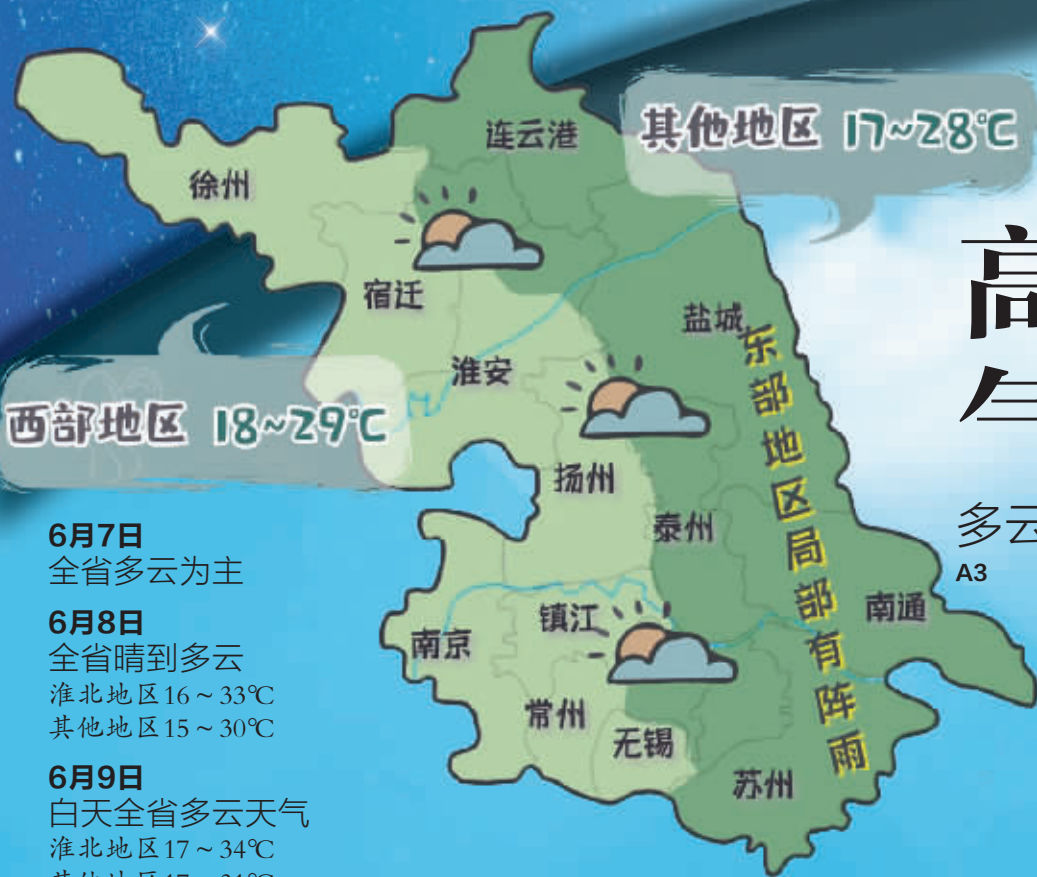 连云港
其他地区 17~28℃
徐州
宿迁
盐城
淮安
东部地区局部有阵雨
西部地区 18~29℃
扬州
泰州
镇江
南通
南京
常州
无锡
苏州
高
多云
A3
6月7日
全省多云为主
6月8日
全省晴到多云
淮北地区16~33℃
其他地区15~30℃
6月9日
白天全省多云天气
淮北地区17~34℃